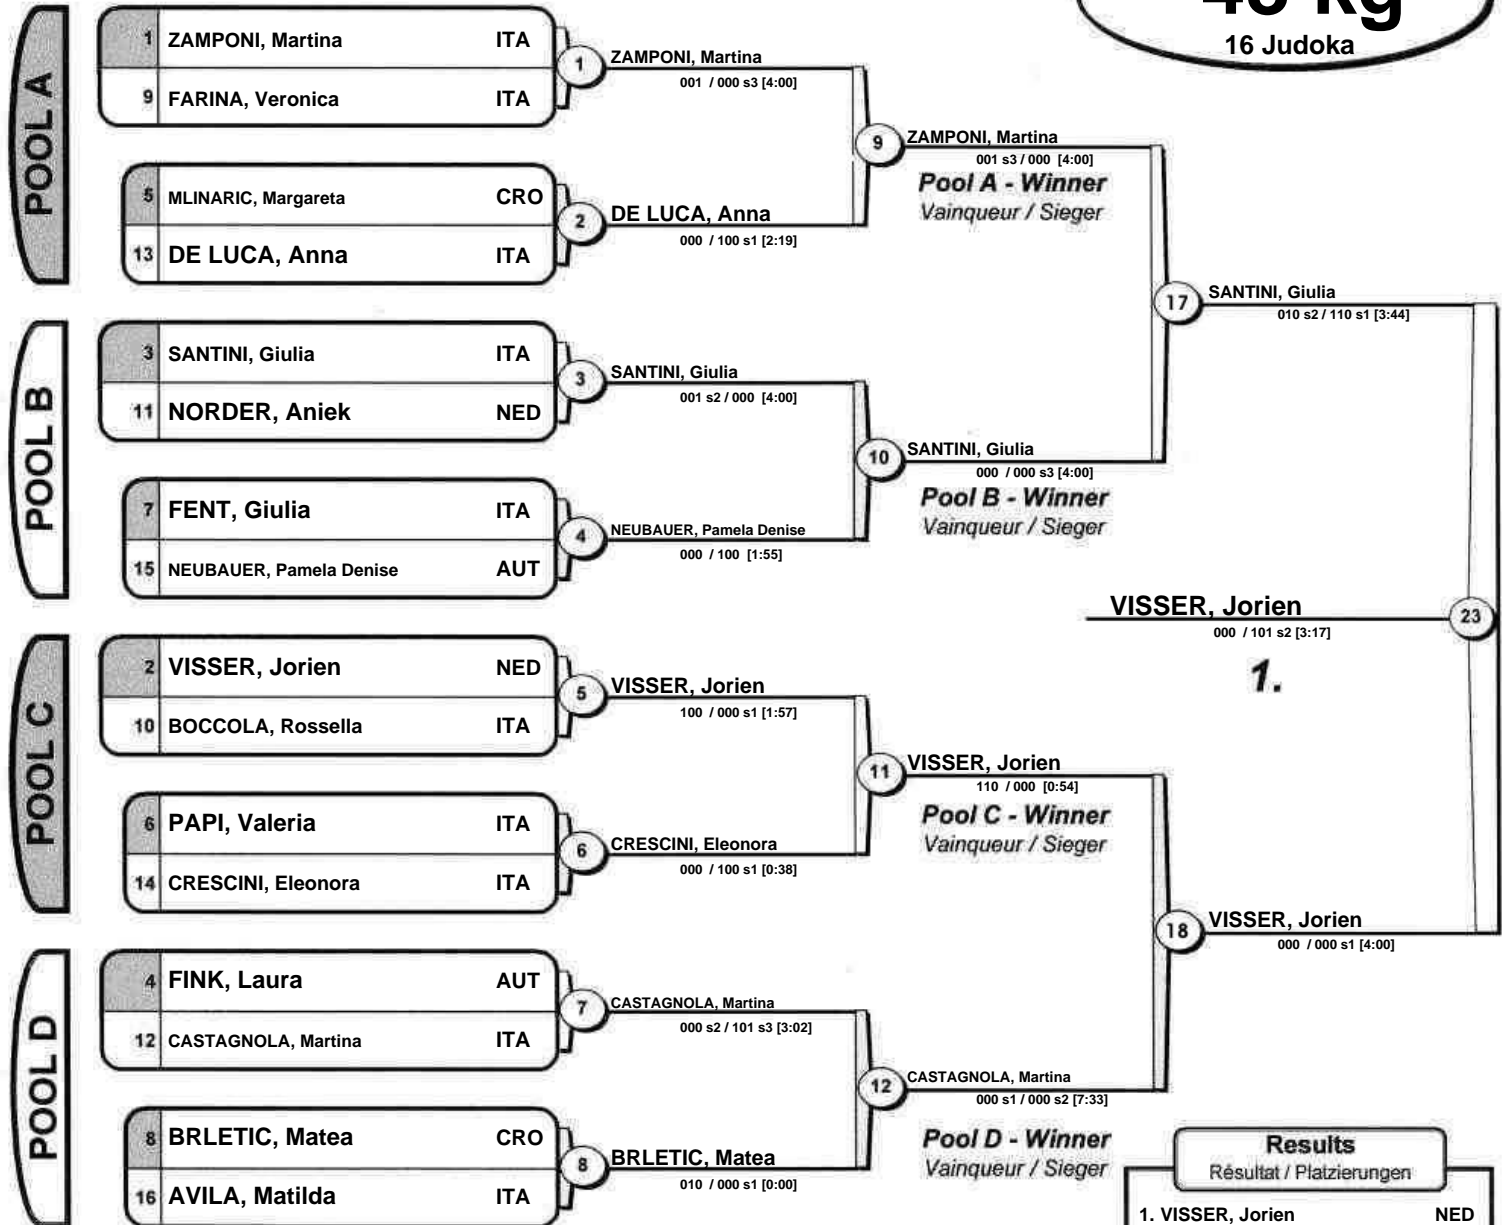 48 kg
16 Judoka
POOL A
1 ZAMPONI, Martina ITA
9 FARINA, Veronica ITA
1
ZAMPONI, Martina
001 / 000 s3 [4:00]
5 MLINARIC, Margareta CRO
13 DE LUCA, Anna ITA
2
DE LUCA, Anna
000 / 100 s1 [2:19]
9
ZAMPONI, Martina
001 s3 / 000 [4:00]
Pool A - Winner
Vainqueur / Sieger
POOL B
3 SANTINI, Giulia ITA
11 NORDER, Aniek NED
3
SANTINI, Giulia
001 s2 / 000 [4:00]
7 FENT, Giulia ITA
15 NEUBAUER, Pamela Denise AUT
4
NEUBAUER, Pamela Denise
000 / 100 [1:55]
10
SANTINI, Giulia
000 / 000 s3 [4:00]
Pool B - Winner
Vainqueur / Sieger
17
SANTINI, Giulia
010 s2 / 110 s1 [3:44]
POOL C
2 VISSER, Jorien NED
10 BOCCOLA, Rossella ITA
5
VISSER, Jorien
100 / 000 s1 [1:57]
6 PAPI, Valeria ITA
14 CRESCINI, Eleonora ITA
6
CRESCINI, Eleonora
000 / 100 s1 [0:38]
11
VISSER, Jorien
110 / 000 [0:54]
Pool C - Winner
Vainqueur / Sieger
POOL D
4 FINK, Laura AUT
12 CASTAGNOLA, Martina ITA
7
CASTAGNOLA, Martina
000 s2 / 101 s3 [3:02]
8 BRLETIC, Matea CRO
16 AVILA, Matilda ITA
8
BRLETIC, Matea
010 / 000 s1 [0:00]
12
CASTAGNOLA, Martina
000 s1 / 000 s2 [7:33]
Pool D - Winner
Vainqueur / Sieger
18
VISSER, Jorien
000 / 000 s1 [4:00]
VISSER, Jorien
000 / 101 s2 [3:17]
23
1.
Results
Résultat / Platzierungen
1. VISSER, Jorien NED